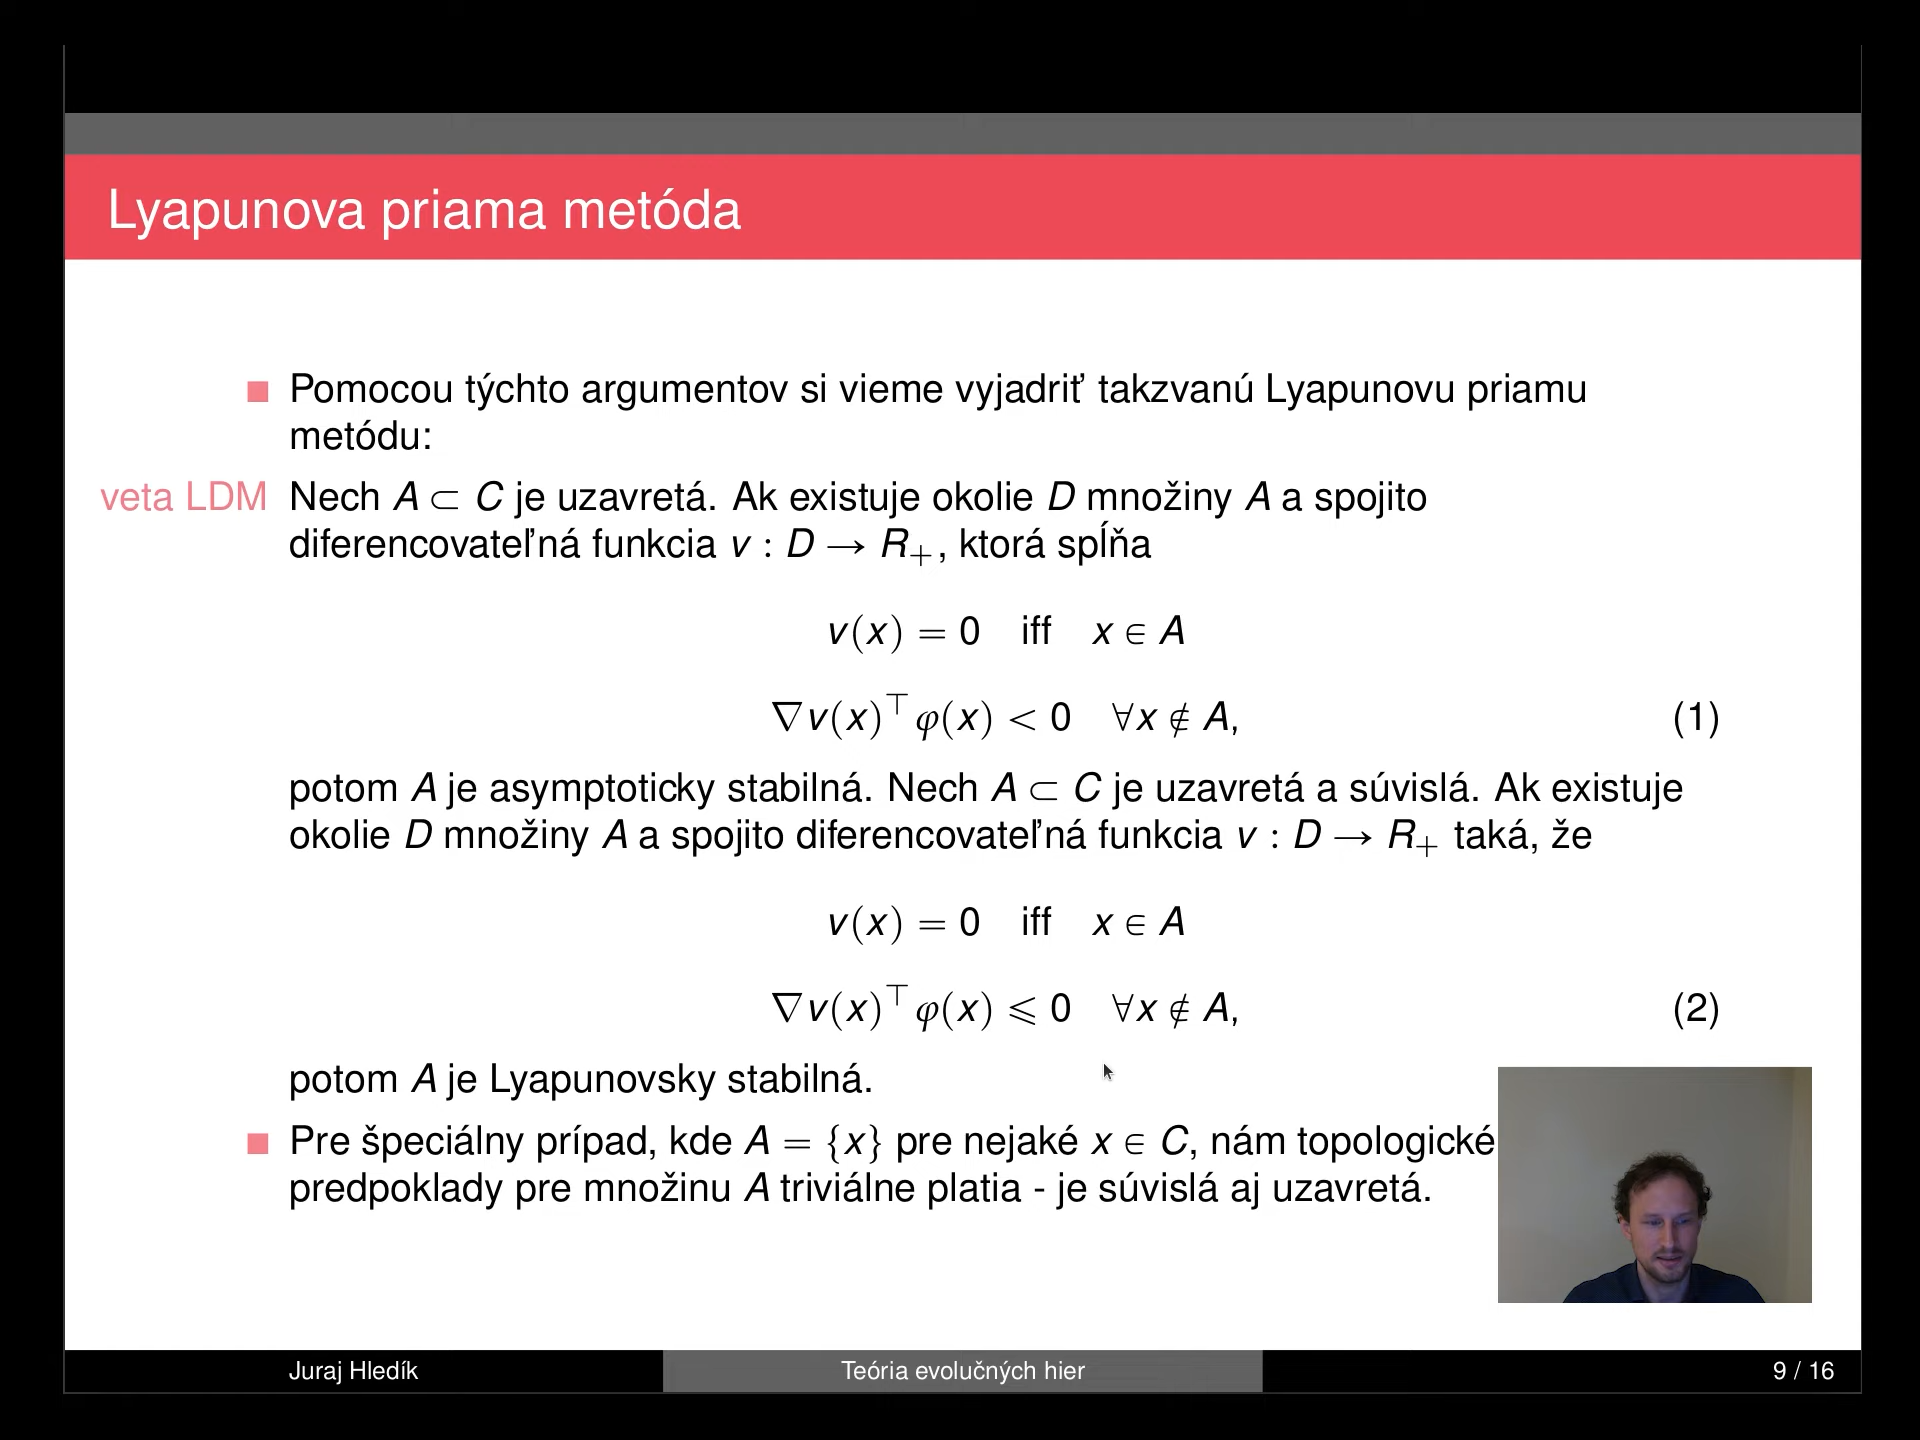 Lyapunova priama metóda
Pomocou týchto argumentov si vieme vyjadriť takzvanú Lyapunovu priamu
metódu:
veta LDM Nech A ⊂ C je uzavretá. Ak existuje okolie D množiny A a spojito
diferencovateľná funkcia v : D → R₊, ktorá spĺňa
v(x) = 0 iff x ∈ A
∇v(x)⊤φ(x) < 0 ∀x ∉ A, (1)
potom A je asymptoticky stabilná. Nech A ⊂ C je uzavretá a súvislá. Ak existuje
okolie D množiny A a spojito diferencovateľná funkcia v : D → R₊ taká, že
v(x) = 0 iff x ∈ A
∇v(x)⊤φ(x) ⩽ 0 ∀x ∉ A, (2)
potom A je Lyapunovsky stabilná.
Pre špeciálny prípad, kde A = {x} pre nejaké x ∈ C, nám topologické
predpoklady pre množinu A triviálne platia - je súvislá aj uzavretá.
Juraj Hledík Teória evolučných hier 9 / 16